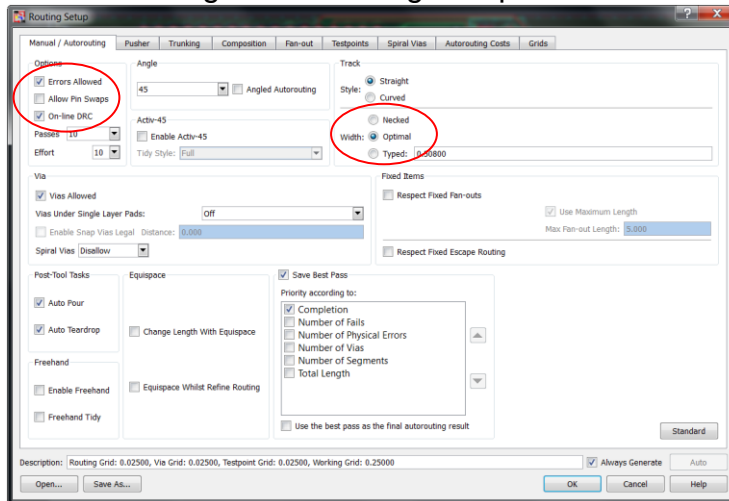 Routing Setup
Manual / Autorouting Pusher Trunking Composition Fan-out Testpoints Spiral Vias Autorouting Costs Grids
Options
Errors Allowed
Allow Pin Swaps
On-line DRC
Passes 10
Effort 10
Angle
45 Angled Autorouting
Activ-45
Enable Activ-45
Tidy Style: Full
Track
Style: Straight
Curved
Necked
Width: Optimal
Typed: 0.50800
Via
Vias Allowed
Vias Under Single Layer Pads: Off
Enable Snap Vias Legal Distance: 0.000
Spiral Vias Disallow
Fixed Items
Respect Fixed Fan-outs
Use Maximum Length
Max Fan-out Length: 5.000
Respect Fixed Escape Routing
Post-Tool Tasks
Auto Pour
Auto Teardrop
Freehand
Enable Freehand
Freehand Tidy
Equispace
Change Length With Equispace
Equispace Whilst Refine Routing
Save Best Pass
Priority according to:
Completion
Number of Fails
Number of Physical Errors
Number of Vias
Number of Segments
Total Length
Use the best pass as the final autorouting result
Standard
Description: Routing Grid: 0.02500, Via Grid: 0.02500, Testpoint Grid: 0.02500, Working Grid: 0.25000
Always Generate Auto
Open... Save As... OK Cancel Help